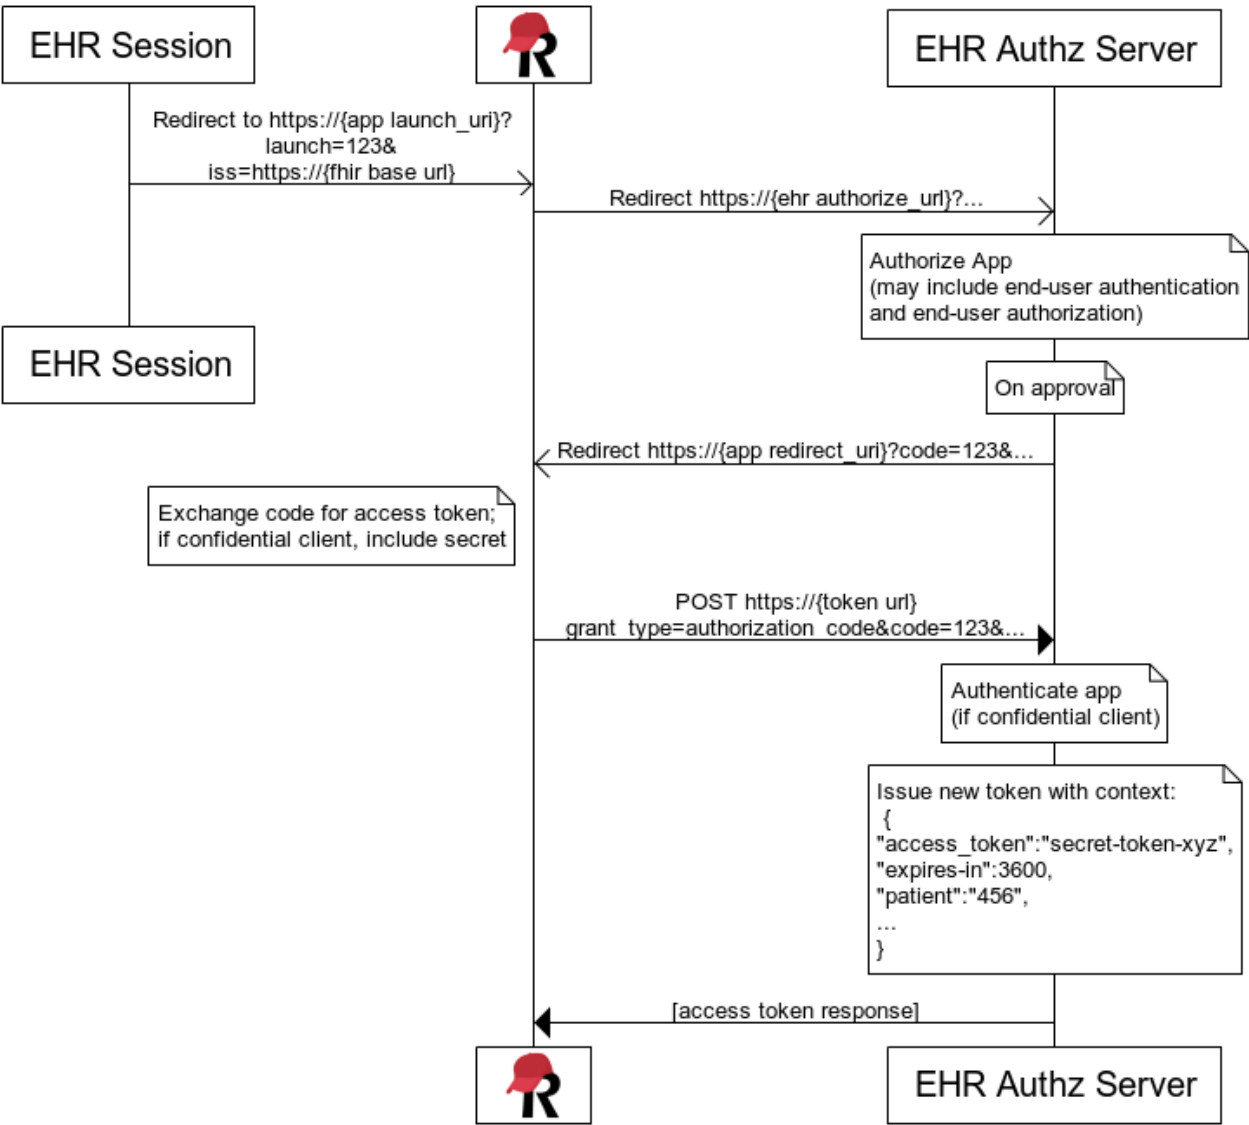 EHR Session
R
EHR Authz Server
Redirect to https://{app launch_uri}?
launch=123&
iss=https://{fhir base url}
Redirect https://{ehr authorize_url}?...
Authorize App
(may include end-user authentication
and end-user authorization)
EHR Session
On approval
Redirect https://{app redirect_uri}?code=123&...
Exchange code for access token;
if confidential client, include secret
POST https://{token url}
grant_type=authorization_code&code=123&...
Authenticate app
(if confidential client)
Issue new token with context:
{
"access_token":"secret-token-xyz",
"expires-in":3600,
"patient":"456",
...
}
[access token response]
R
EHR Authz Server